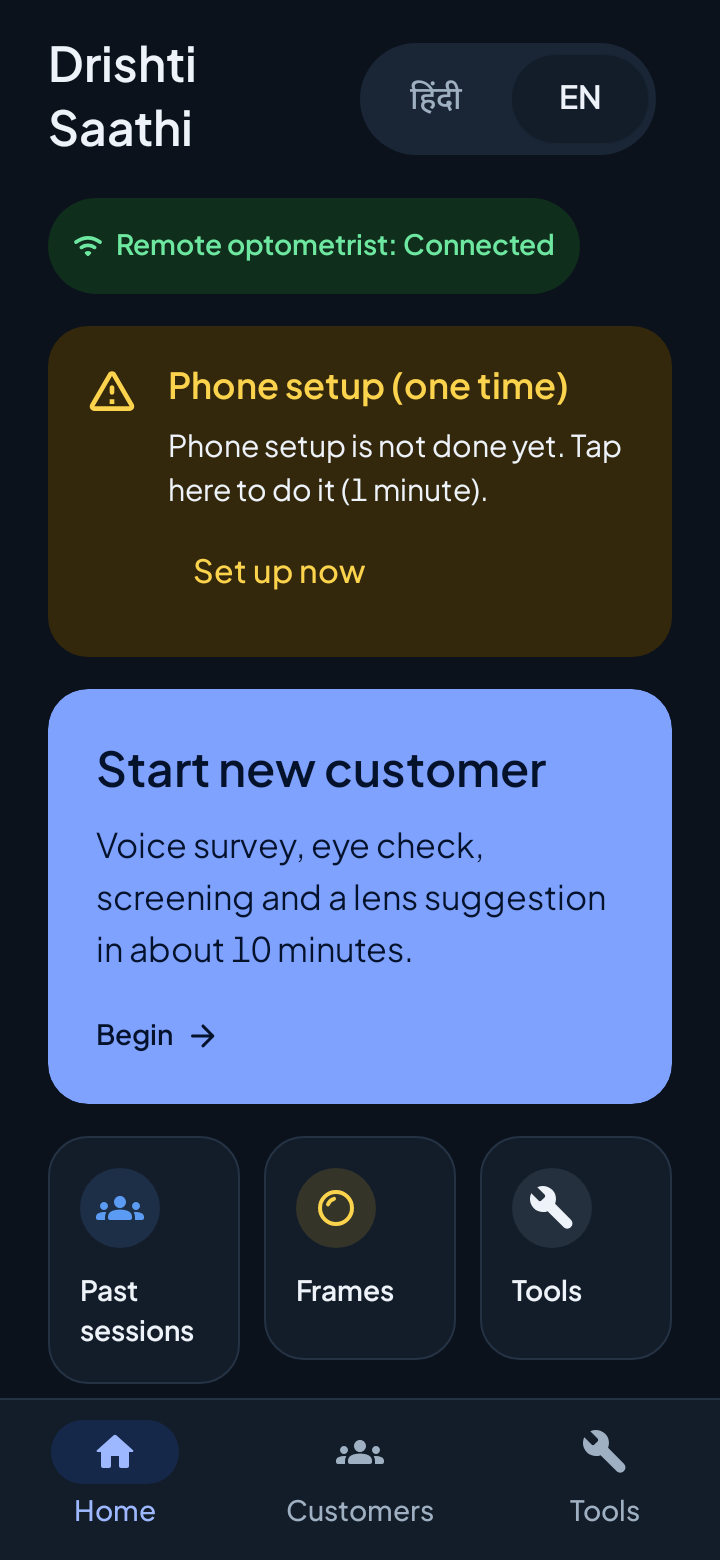 Drishti
Saathi
हिंदी
EN
Remote optometrist: Connected
Phone setup (one time)
Phone setup is not done yet. Tap
here to do it (1 minute).
Set up now
Start new customer
Voice survey, eye check,
screening and a lens suggestion
in about 10 minutes.
Begin
Past
sessions
Frames
Tools
Home
Customers
Tools